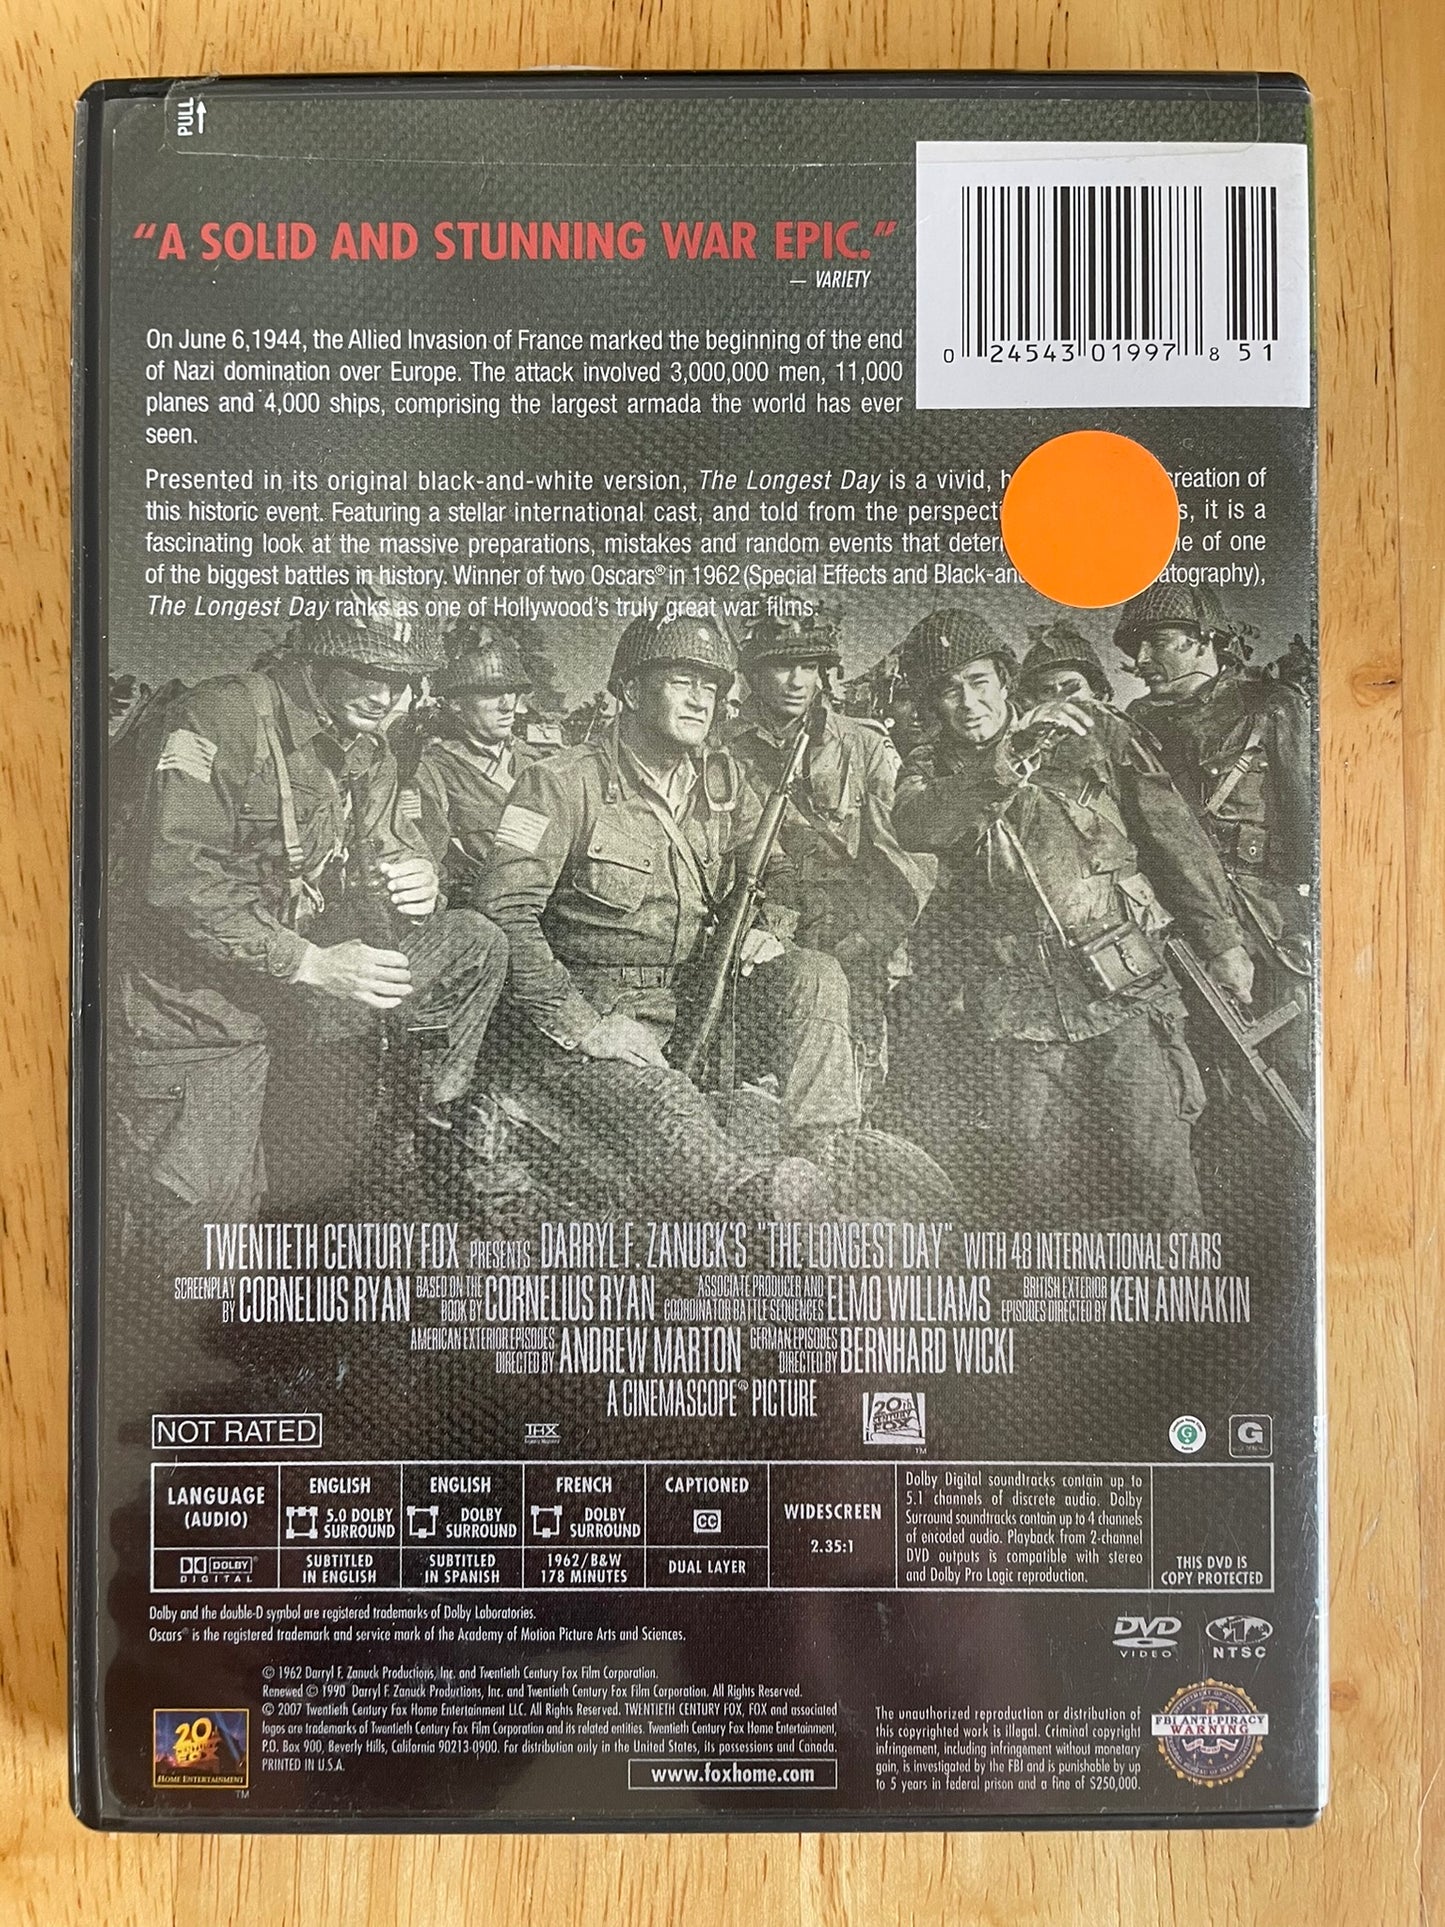 PULL
"A SOLID AND STUNNING WAR EPIC."
— VARIETY
0 24543 01997 8 51
On June 6,1944, the Allied Invasion of France marked the beginning of the end
of Nazi domination over Europe. The attack involved 3,000,000 men, 11,000
planes and 4,000 ships, comprising the largest armada the world has ever
seen.
Presented in its original black-and-white version, The Longest Day is a vivid, of
this historic event. Featuring a stellar international cast, and told from the it is a
fascinating look at the massive preparations, mistakes and random events that of one
of the biggest battles in history. Winner of two Oscars® in 1962 (Special Effects and
The Longest Day ranks as one of Hollywood's truly great war films.
TWENTIETH CENTURY FOX PRESENTS DARRYL F. ZANUCK'S "THE LONGEST DAY" WITH 48 INTERNATIONAL STARS
SCREENPLAY BY CORNELIUS RYAN BASED ON THE BOOK BY CORNELIUS RYAN ASSOCIATE PRODUCER AND COORDINATOR BATTLE SEQUENCES ELMO WILLIAMS BRITISH EXTERIOR EPISODES DIRECTED BY KEN ANNAKIN
AMERICAN EXTERIOR EPISODES DIRECTED BY ANDREW MARTON GERMAN EPISODES DIRECTED BY BERNHARD WICKI
A CINEMASCOPE® PICTURE
20TH CENTURY FOX
TM
NOT RATED
THX
G
G
LANGUAGE
(AUDIO)
DOLBY
DIGITAL
ENGLISH
5.0 DOLBY
SURROUND
SUBTITLED
IN ENGLISH
ENGLISH
DOLBY
SURROUND
SUBTITLED
IN SPANISH
FRENCH
DOLBY
SURROUND
1962/B&W
178 MINUTES
CAPTIONED
CC
DUAL LAYER
WIDESCREEN
2.35:1
Dolby Digital soundtracks contain up to
5.1 channels of discrete audio. Dolby
Surround soundtracks contain up to 4 channels
of encoded audio. Playback from 2-channel
DVD outputs is compatible with stereo
and Dolby Pro Logic reproduction.
THIS DVD IS
COPY PROTECTED
Dolby and the double-D symbol are registered trademarks of Dolby Laboratories.
Oscars® is the registered trademark and service mark of the Academy of Motion Picture Arts and Sciences.
DVD
VIDEO
1
NTSC
© 1962 Darryl F. Zanuck Productions, Inc. and Twentieth Century Fox Film Corporation.
Renewed © 1990 Darryl F. Zanuck Productions, Inc. and Twentieth Century Fox Film Corporation. All Rights Reserved.
© 2007 Twentieth Century Fox Home Entertainment LLC. All Rights Reserved. TWENTIETH CENTURY FOX, FOX and associated
logos are trademarks of Twentieth Century Fox Film Corporation and its related entities. Twentieth Century Fox Home Entertainment,
P.O. Box 900, Beverly Hills, California 90213-0900. For distribution only in the United States, its possessions and Canada.
PRINTED IN U.S.A.
www.foxhome.com
20TH CENTURY FOX
HOME ENTERTAINMENT
TM
The unauthorized reproduction or distribution of
this copyrighted work is illegal. Criminal copyright
infringement, including infringement without monetary
gain, is investigated by the FBI and is punishable by up
to 5 years in federal prison and a fine of $250,000.
FBI ANTI-PIRACY
WARNING